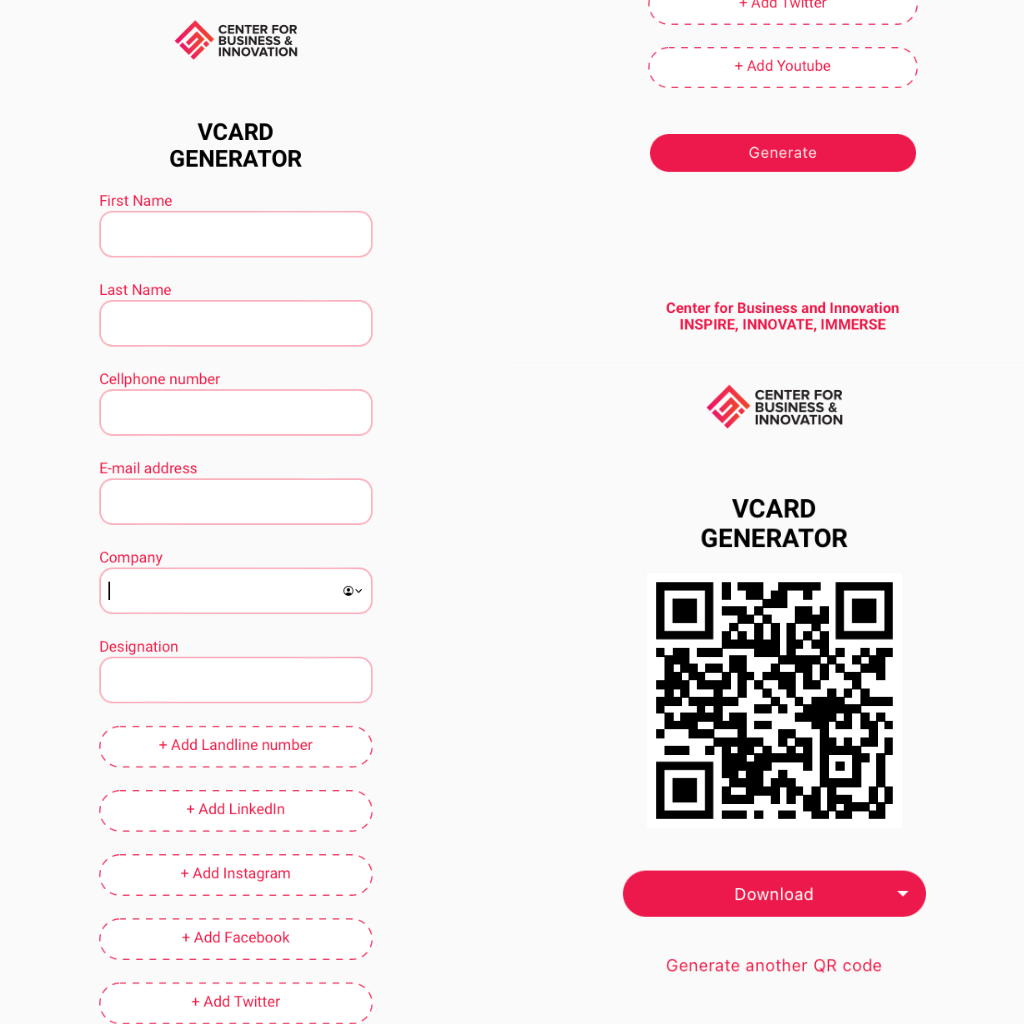 CENTER FOR
BUSINESS &
INNOVATION
VCARD
GENERATOR
First Name
Last Name
Cellphone number
E-mail address
Company
Designation
+ Add Landline number
+ Add LinkedIn
+ Add Instagram
+ Add Facebook
+ Add Twitter
+ Add Twitter
+ Add Youtube
Generate
Center for Business and Innovation
INSPIRE, INNOVATE, IMMERSE
CENTER FOR
BUSINESS &
INNOVATION
VCARD
GENERATOR
Download
Generate another QR code